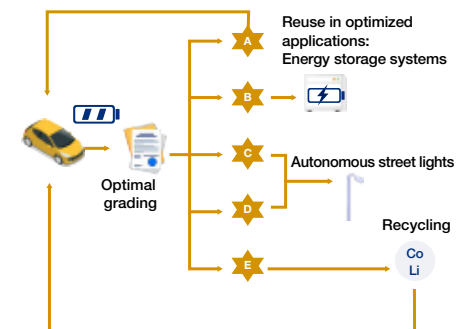 Reuse in optimized
applications:
Energy storage systems
A
B
C
D
E
Optimal
grading
Autonomous street lights
Recycling
Co
Li